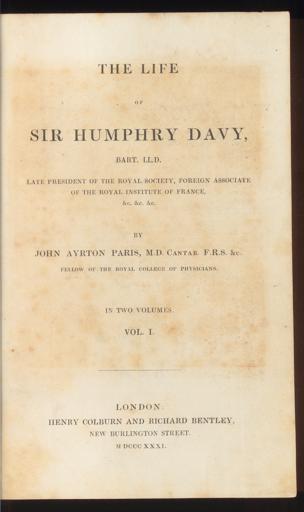 THE LIFE
OF
SIR HUMPHRY DAVY,
BART. LL.D.
LATE PRESIDENT OF THE ROYAL SOCIETY, FOREIGN ASSOCIATE
OF THE ROYAL INSTITUTE OF FRANCE,
&c. &c. &c.
BY
JOHN AYRTON PARIS, M.D. CANTAB. F.R.S. &c.
FELLOW OF THE ROYAL COLLEGE OF PHYSICIANS.
IN TWO VOLUMES.
VOL. I.
LONDON:
HENRY COLBURN AND RICHARD BENTLEY,
NEW BURLINGTON STREET.
M DCCC XXXI.